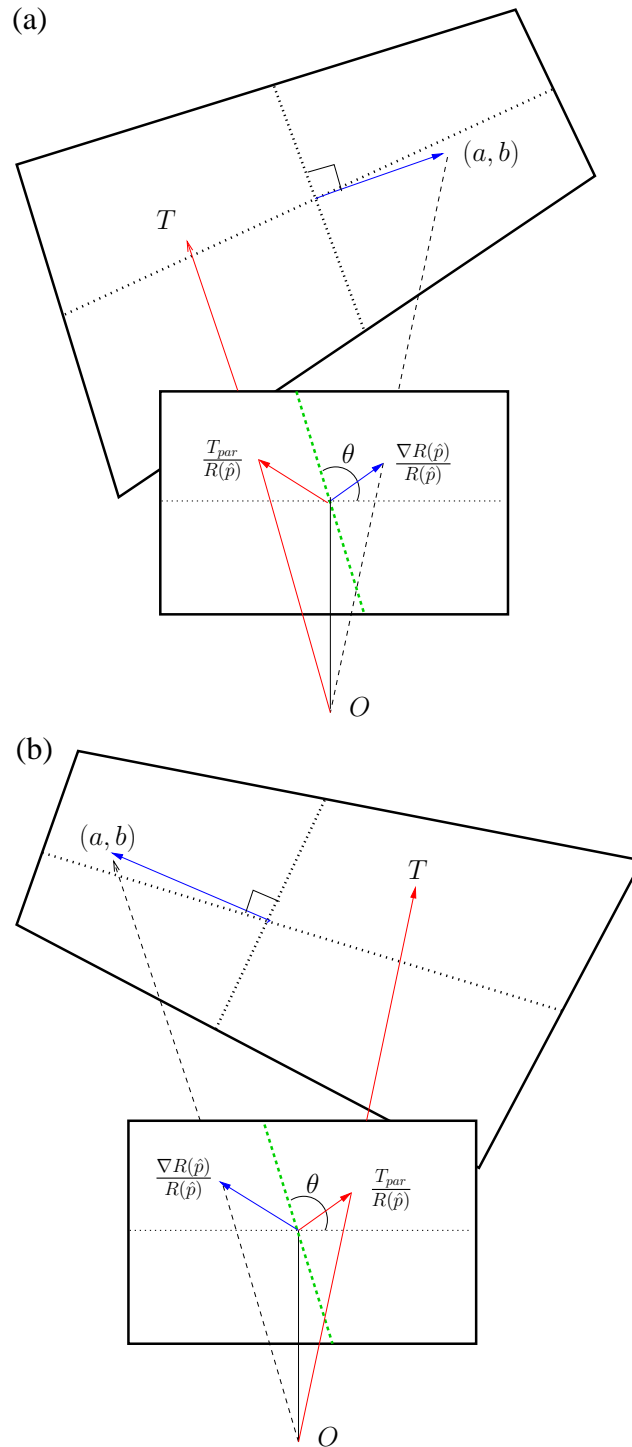 (a)
(a, b)
T
T_par / R(p̂)
θ
∇R(p̂) / R(p̂)
O
(b)
(a, b)
T
∇R(p̂) / R(p̂)
θ
T_par / R(p̂)
O